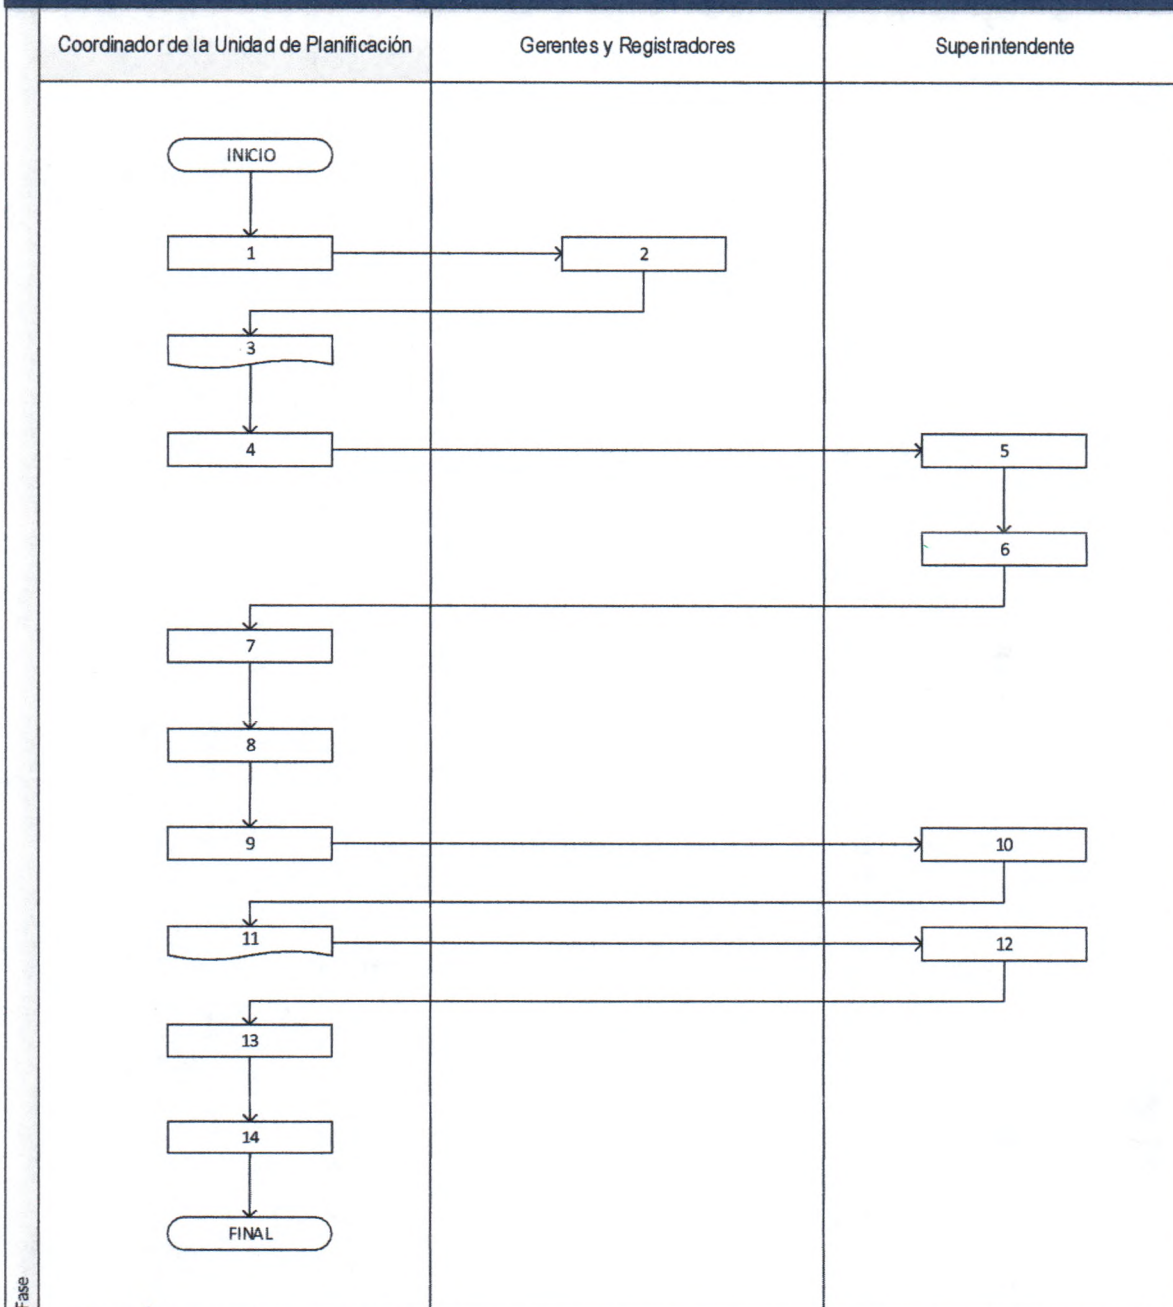 Coordinador de la Unidad de Planificación
Gerentes y Registradores
Superintendente
INICIO
1
2
3
4
5
6
7
8
9
10
11
12
13
14
FINAL
Fase